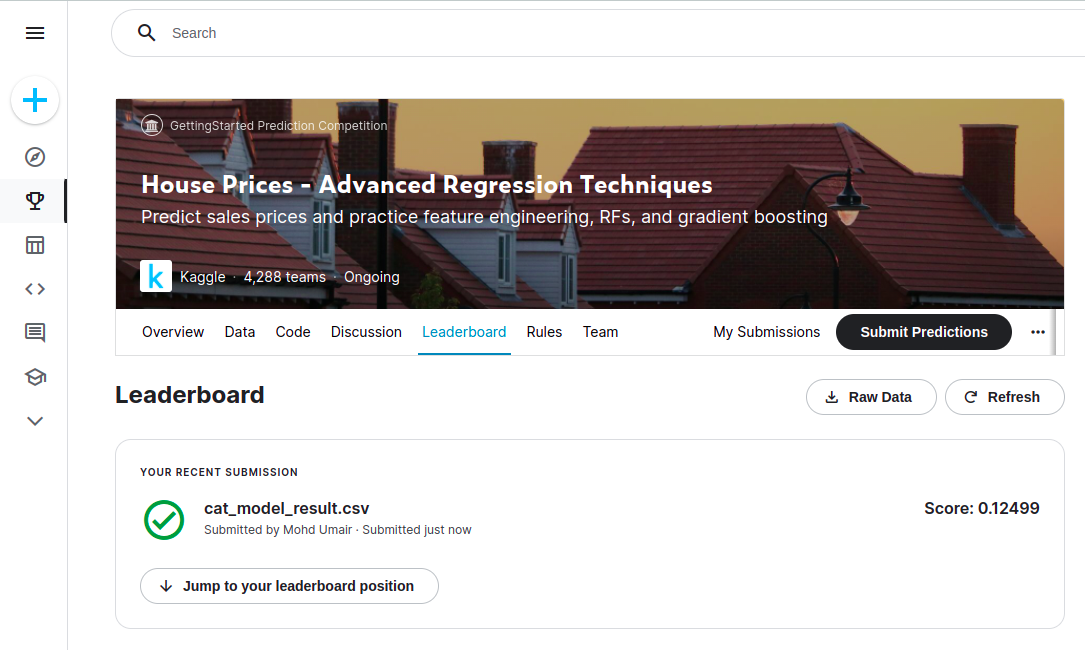 Search
GettingStarted Prediction Competition
House Prices - Advanced Regression Techniques
Predict sales prices and practice feature engineering, RFs, and gradient boosting
k Kaggle · 4,288 teams · Ongoing
Overview Data Code Discussion Leaderboard Rules Team My Submissions Submit Predictions
Leaderboard Raw Data Refresh
YOUR RECENT SUBMISSION
cat_model_result.csv Score: 0.12499
Submitted by Mohd Umair · Submitted just now
Jump to your leaderboard position